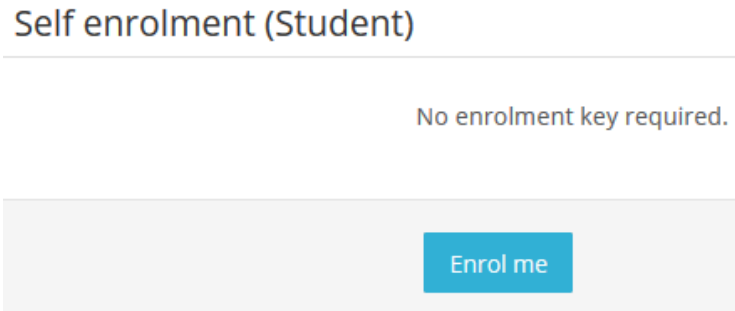 Self enrolment (Student)
No enrolment key required.
Enrol me